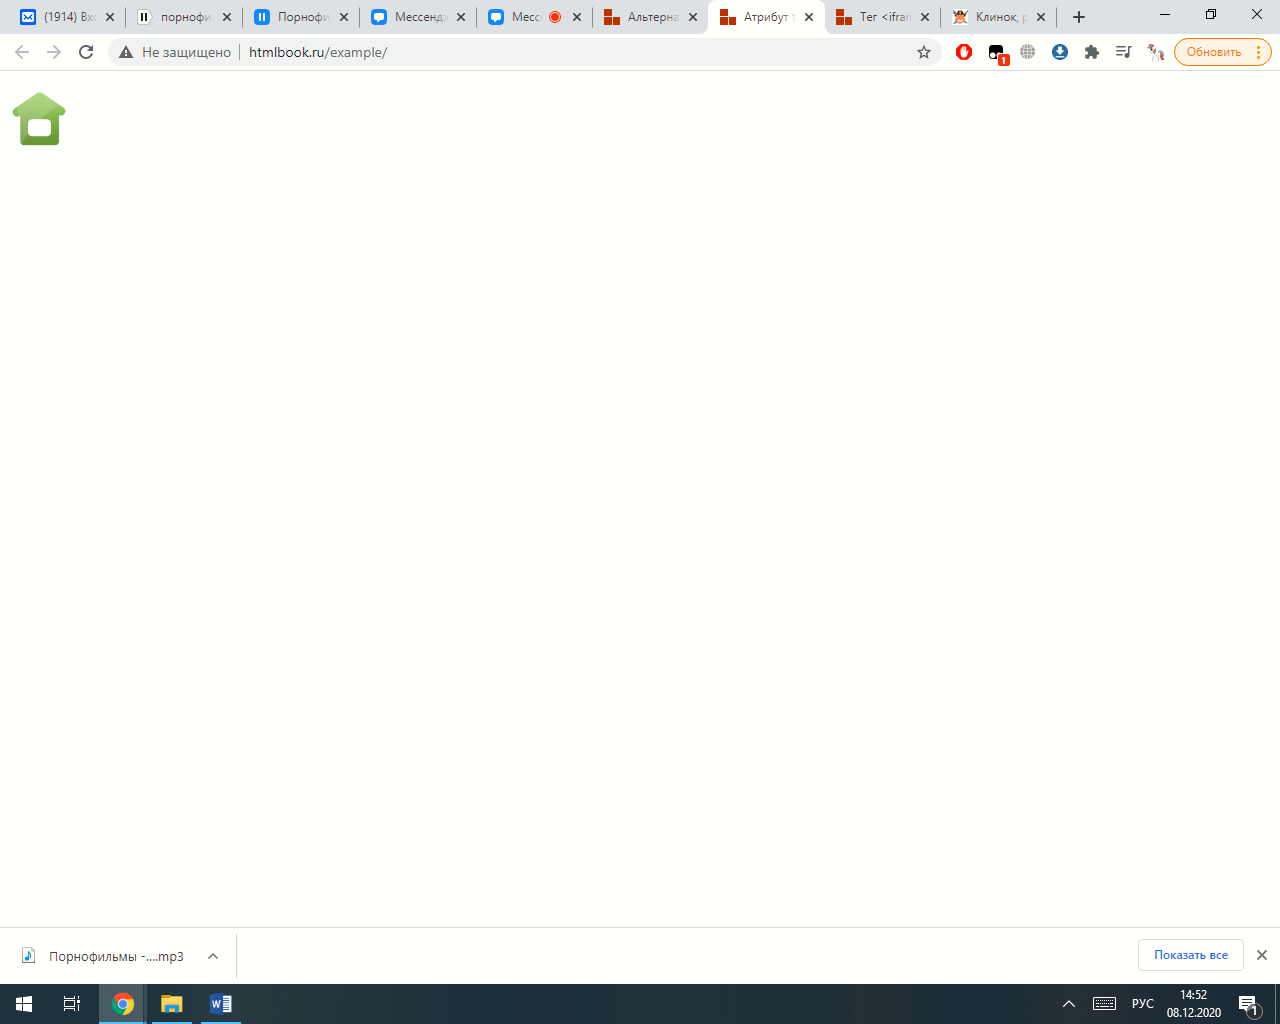 (1914) Вхо
порнофил
Порнофи
Мессендж
Месс
Альтерна
Атрибут t
Тег <ifran
Клинок, р
Не защищено
htmlbook.ru/example/
1
Обновить
Порнофильмы -....mp3
Показать все
W
РУС
14:52
08.12.2020
1